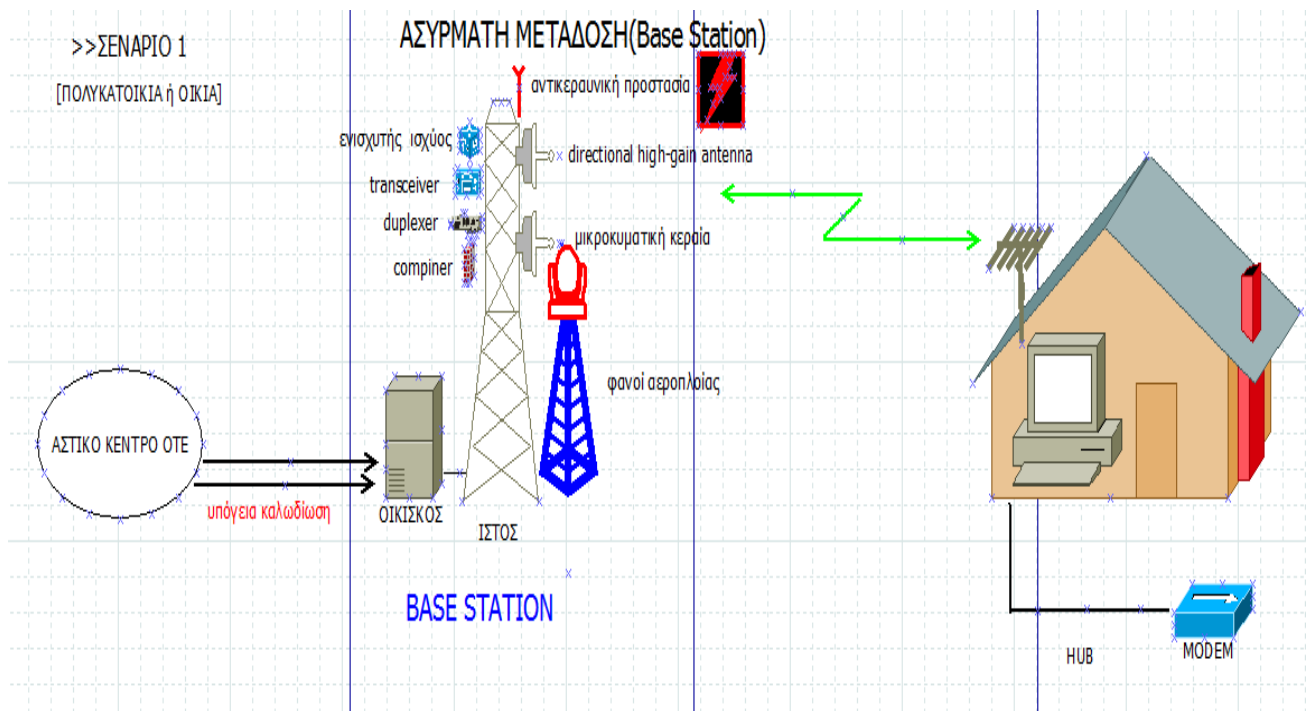 >>ΣΕΝΑΡΙΟ 1
[ΠΟΛΥΚΑΤΟΙΚΙΑ ή ΟΙΚΙΑ]
ΑΣΥΡΜΑΤΗ ΜΕΤΑΔΟΣΗ(Base Station)
αντικεραυνική προστασία
ενισχυτής ισχύος
directional high-gain antenna
transceiver
duplexer
μικροκυματική κεραία
compiner
φανοί αεροπλοίας
ΑΣΤΙΚΟ ΚΕΝΤΡΟ ΟΤΕ
υπόγεια καλωδίωση
ΟΙΚΙΣΚΟΣ
ΙΣΤΟΣ
BASE STATION
HUB
MODEM